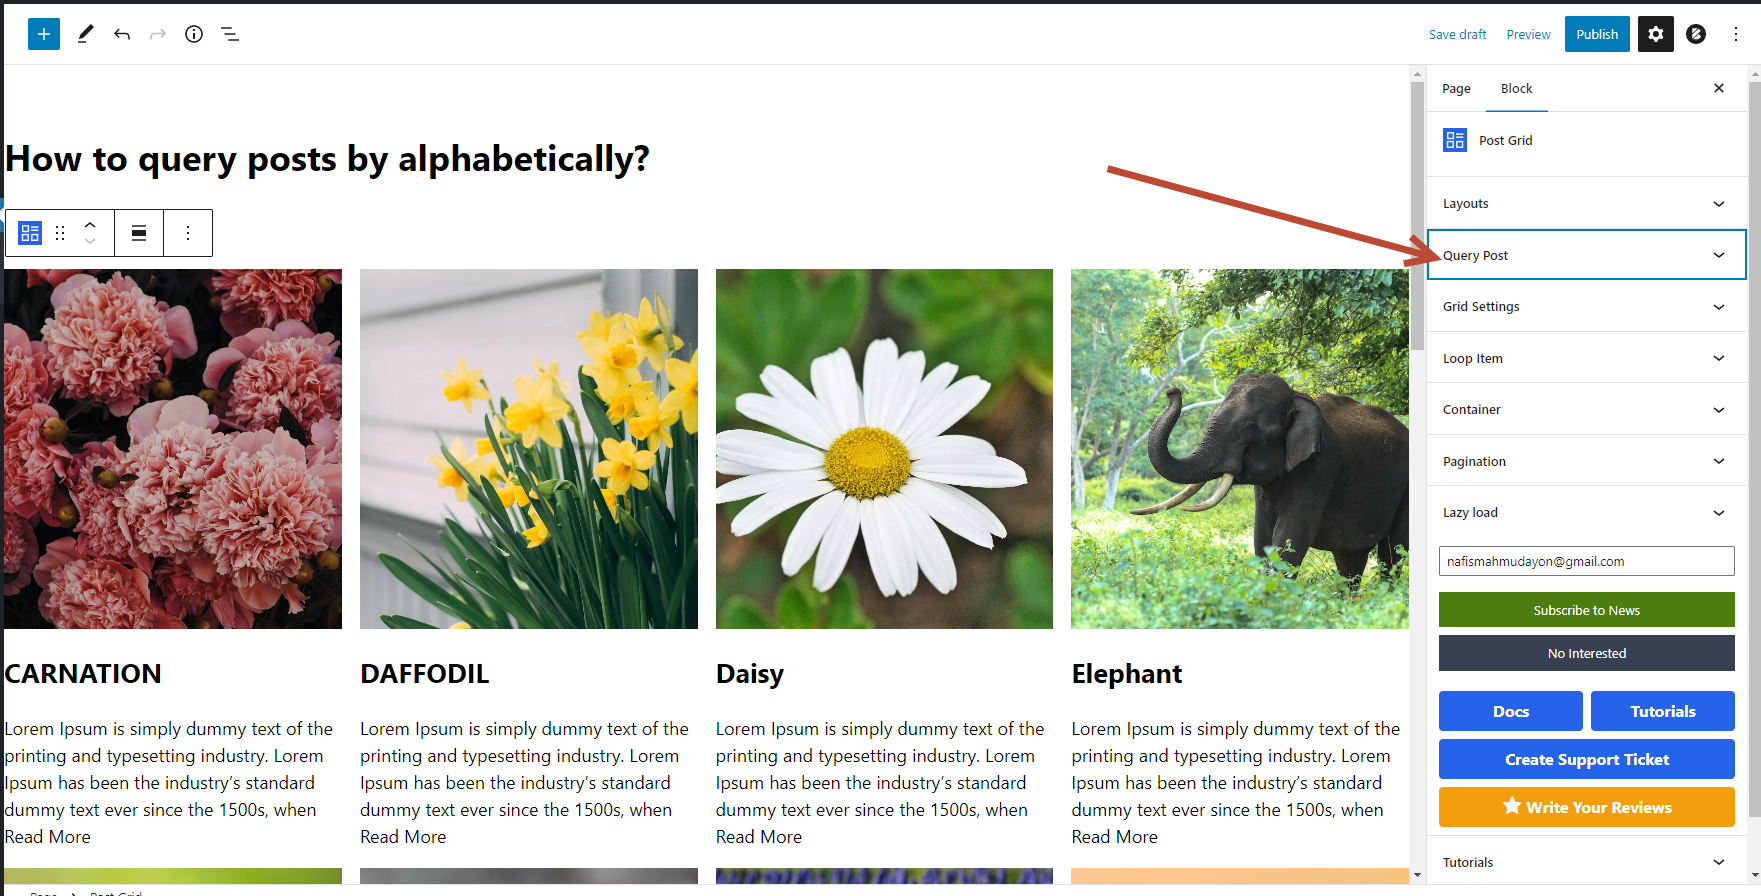 Save draft
Preview
Publish
How to query posts by alphabetically?
CARNATION
Lorem Ipsum is simply dummy text of the
printing and typesetting industry. Lorem
Ipsum has been the industry’s standard
dummy text ever since the 1500s, when
Read More
DAFFODIL
Lorem Ipsum is simply dummy text of the
printing and typesetting industry. Lorem
Ipsum has been the industry’s standard
dummy text ever since the 1500s, when
Read More
Daisy
Lorem Ipsum is simply dummy text of the
printing and typesetting industry. Lorem
Ipsum has been the industry’s standard
dummy text ever since the 1500s, when
Read More
Elephant
Lorem Ipsum is simply dummy text of the
printing and typesetting industry. Lorem
Ipsum has been the industry’s standard
dummy text ever since the 1500s, when
Read More
Page
Block
Post Grid
Layouts
Query Post
Grid Settings
Loop Item
Container
Pagination
Lazy load
nafismahmudayon@gmail.com
Subscribe to News
No Interested
Docs
Tutorials
Create Support Ticket
Write Your Reviews
Tutorials
Page
Post Grid